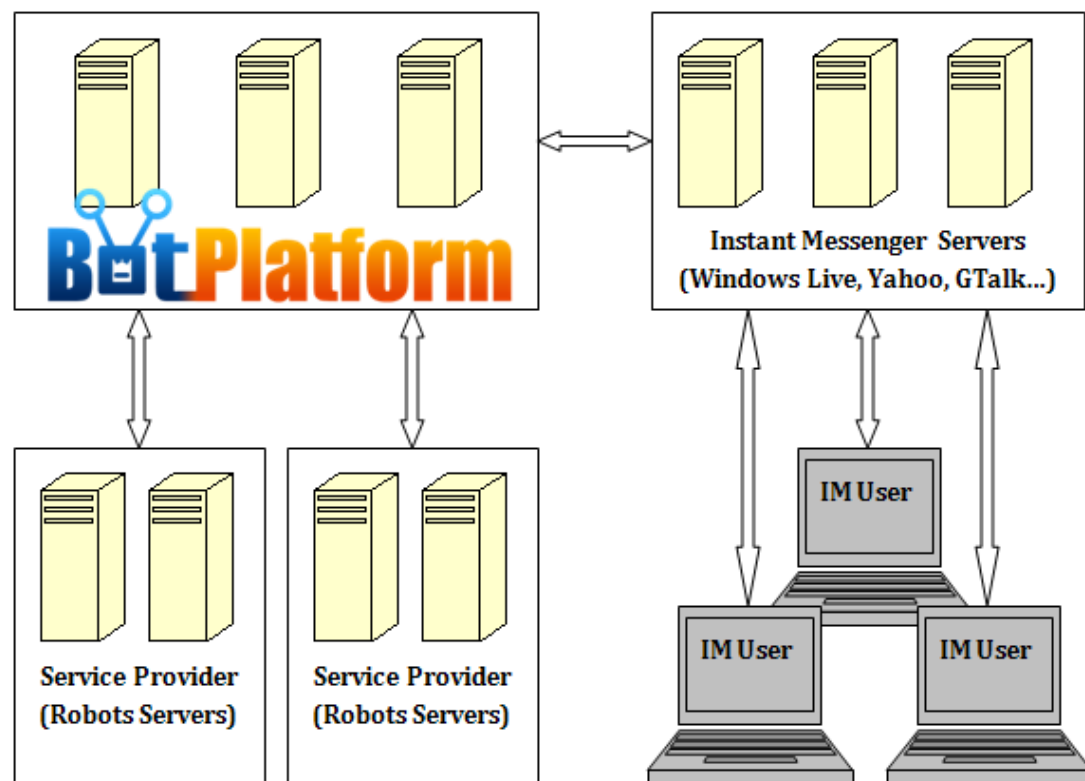 BotPlatform
Instant Messenger Servers
(Windows Live, Yahoo, GTalk...)
IM User
IM User
IM User
Service Provider
(Robots Servers)
Service Provider
(Robots Servers)